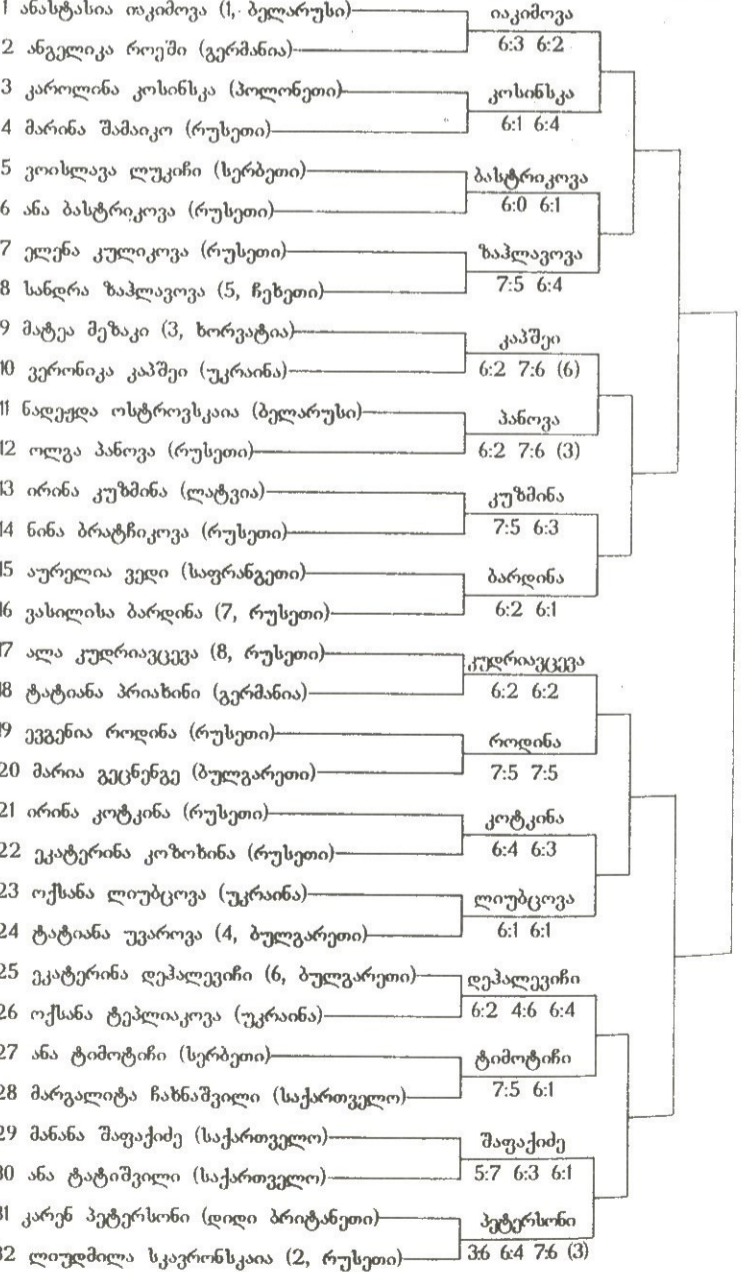 1 ანასტასია იაკიმოვა (1, ბელარუსი)
იაკიმოვა
6:3 6:2
2 ანგელიკა როეში (გერმანია)
3 კაროლინა კოსინსკა (პოლონეთი)
კოსინსკა
6:1 6:4
4 მარინა შამაიკო (რუსეთი)
5 ვოისლავა ლუკიჩი (სერბეთი)
ბასტრიკოვა
6:0 6:1
6 ანა ბასტრიკოვა (რუსეთი)
7 ელენა კულიკოვა (რუსეთი)
ზაჰლავოვა
7:5 6:4
8 სანდრა ზაჰლავოვა (5, ჩეხეთი)
9 მატეა მეზაკი (3, ხორვატია)
კაპშეი
6:2 7:6 (6)
10 ვერონიკა კაპშეი (უკრაინა)
11 ნადეჟდა ოსტროვსკაია (ბელარუსი)
პანოვა
6:2 7:6 (3)
12 ოლგა პანოვა (რუსეთი)
13 ირინა კუზმინა (ლატვია)
კუზმინა
7:5 6:3
14 ნინა ბრატჩიკოვა (რუსეთი)
15 აურელია ვედი (საფრანგეთი)
ბარდინა
6:2 6:1
16 ვასილისა ბარდინა (7, რუსეთი)
17 ალა კუდრიავცევა (8, რუსეთი)
კუდრიავცევა
6:2 6:2
18 ტატიანა პრიახინი (გერმანია)
19 ევგენია როდინა (რუსეთი)
როდინა
7:5 7:5
20 მარია გეცნენგე (ბულგარეთი)
21 ირინა კოტკინა (რუსეთი)
კოტკინა
6:4 6:3
22 ეკატერინა კოზოხინა (რუსეთი)
23 ოქსანა ლიუბცოვა (უკრაინა)
ლიუბცოვა
6:1 6:1
24 ტატიანა უვაროვა (4, ბულგარეთი)
25 ეკატერინა დეჰალევიჩი (6, ბულგარეთი)
დეჰალევიჩი
6:2 4:6 6:4
26 ოქსანა ტეპლიაკოვა (უკრაინა)
27 ანა ტიმოტიჩი (სერბეთი)
ტიმოტიჩი
7:5 6:1
28 მარგალიტა ჩახნაშვილი (საქართველო)
29 მანანა შაფაქიძე (საქართველო)
შაფაქიძე
5:7 6:3 6:1
30 ანა ტატიშვილი (საქართველო)
31 კარენ პეტერსონი (დიდი ბრიტანეთი)
პეტერსონი
3:6 6:4 7:6 (3)
32 ლიუდმილა სკავრონსკაია (2, რუსეთი)